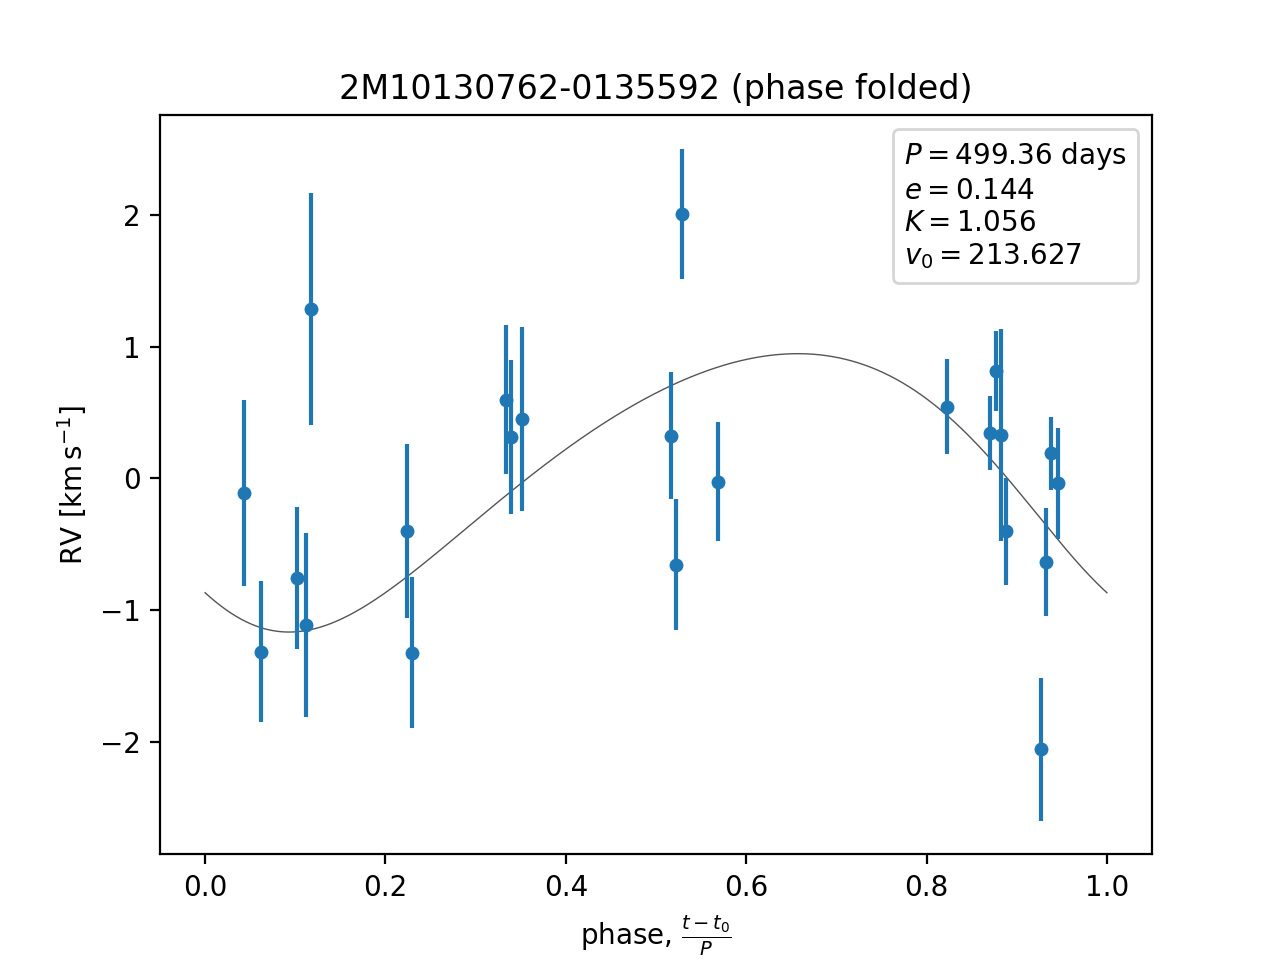 2M10130762-0135592 (phase folded)
P = 499.36 days
e = 0.144
K = 1.056
v₀ = 213.627
RV [km s⁻¹]
2
1
0
−1
−2
0.0 0.2 0.4 0.6 0.8 1.0
phase, (t − t₀)/P